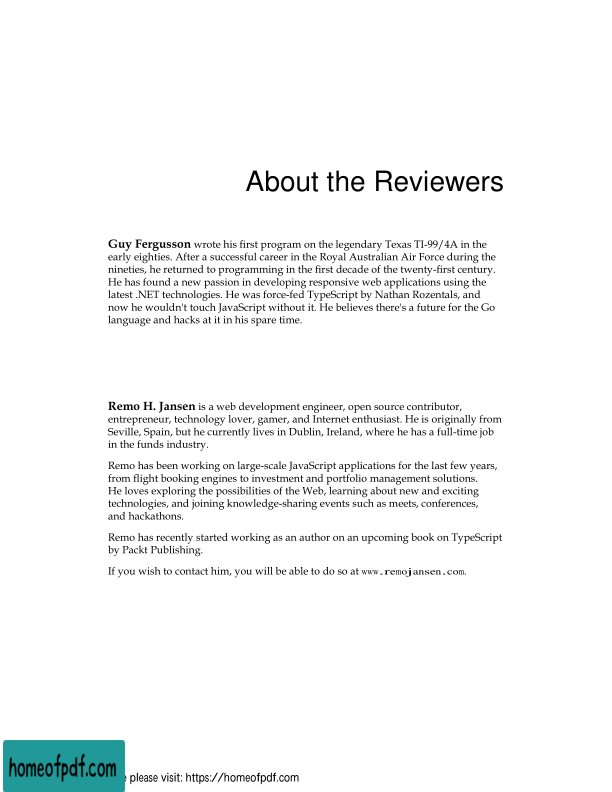 About the Reviewers
Guy Fergusson wrote his first program on the legendary Texas TI-99/4A in the
early eighties. After a successful career in the Royal Australian Air Force during the
nineties, he returned to programming in the first decade of the twenty-first century.
He has found a new passion in developing responsive web applications using the
latest .NET technologies. He was force-fed TypeScript by Nathan Rozentals, and
now he wouldn't touch JavaScript without it. He believes there's a future for the Go
language and hacks at it in his spare time.
Remo H. Jansen is a web development engineer, open source contributor,
entrepreneur, technology lover, gamer, and Internet enthusiast. He is originally from
Seville, Spain, but he currently lives in Dublin, Ireland, where he has a full-time job
in the funds industry.
Remo has been working on large-scale JavaScript applications for the last few years,
from flight booking engines to investment and portfolio management solutions.
He loves exploring the possibilities of the Web, learning about new and exciting
technologies, and joining knowledge-sharing events such as meets, conferences,
and hackathons.
Remo has recently started working as an author on an upcoming book on TypeScript
by Packt Publishing.
If you wish to contact him, you will be able to do so at www.remojansen.com.
homeofpdf.com
please visit: https://homeofpdf.com